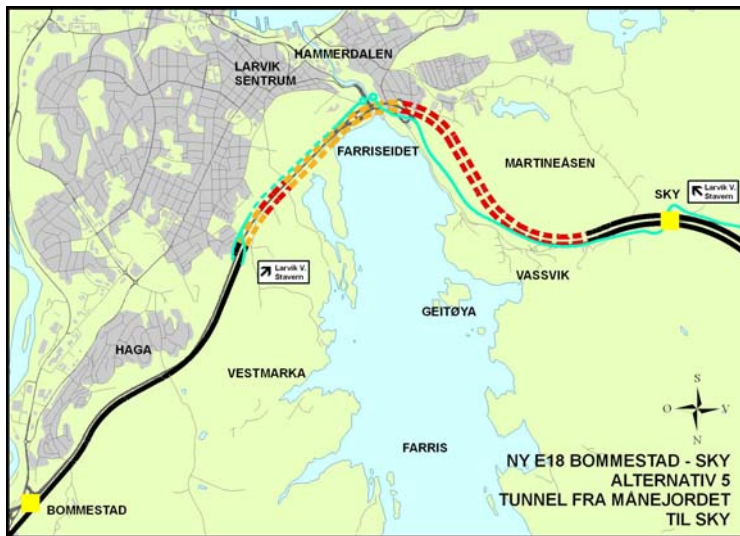 HAMMERDALEN
LARVIK
SENTRUM
FARRISEIDET
MARTINEÅSEN
SKY
Larvik V.
Stavern
Larvik V.
Stavern
VASSVIK
GEITØYA
HAGA
VESTMARKA
FARRIS
S
O
V
N
BOMMESTAD
NY E18 BOMMESTAD - SKY
ALTERNATIV 5
TUNNEL FRA MÅNEJORDET
TIL SKY